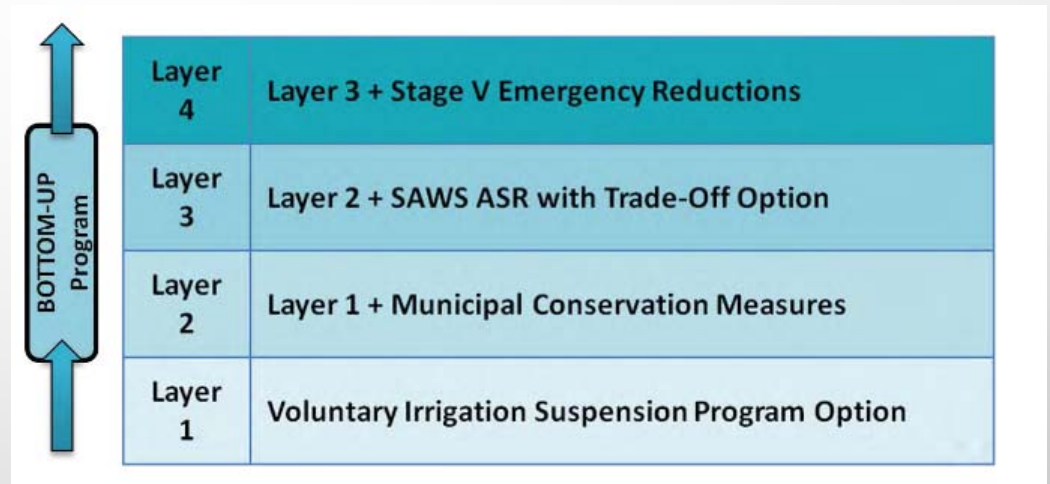 BOTTOM-UP
Program
Layer
4
Layer 3 + Stage V Emergency Reductions
Layer
3
Layer 2 + SAWS ASR with Trade-Off Option
Layer
2
Layer 1 + Municipal Conservation Measures
Layer
1
Voluntary Irrigation Suspension Program Option